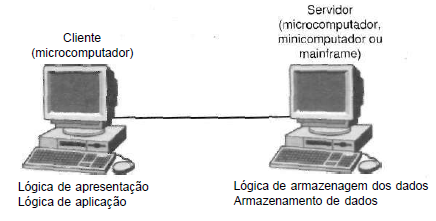 Cliente
(microcomputador)
Servidor
(microcomputador,
minicomputador ou
mainframe)
Lógica de apresentação
Lógica de aplicação
Lógica de armazenagem dos dados
Armazenamento de dados